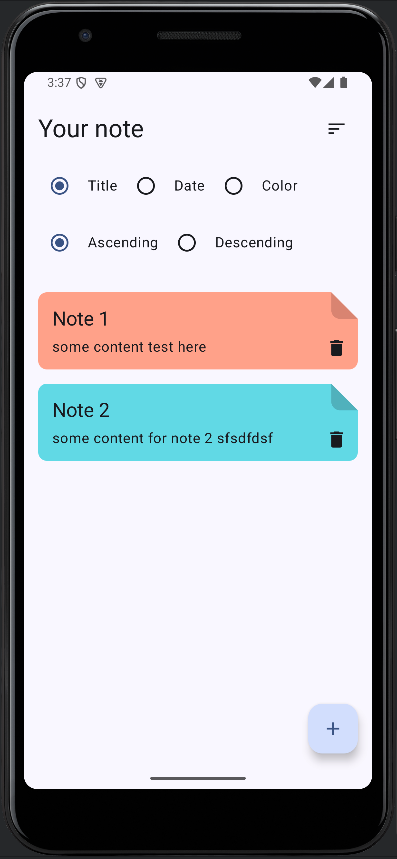 3:37
Your note
Title Date Color
Ascending Descending
Note 1
some content test here
Note 2
some content for note 2 sfsdfdsf